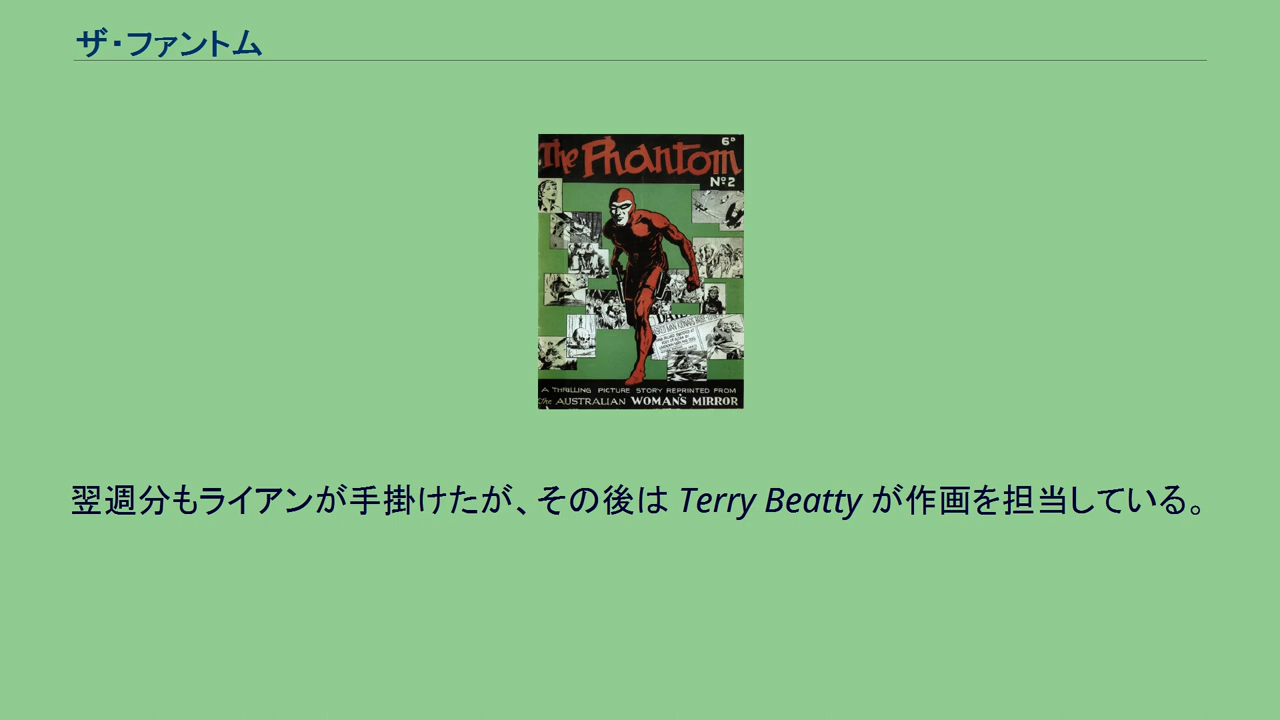 ザ・ファントム
The Phantom
6ᴰ
Nº2
A THRILLING PICTURE STORY REPRINTED FROM
The AUSTRALIAN WOMAN'S MIRROR
翌週分もライアンが手掛けたが、その後は Terry Beatty が作画を担当している。